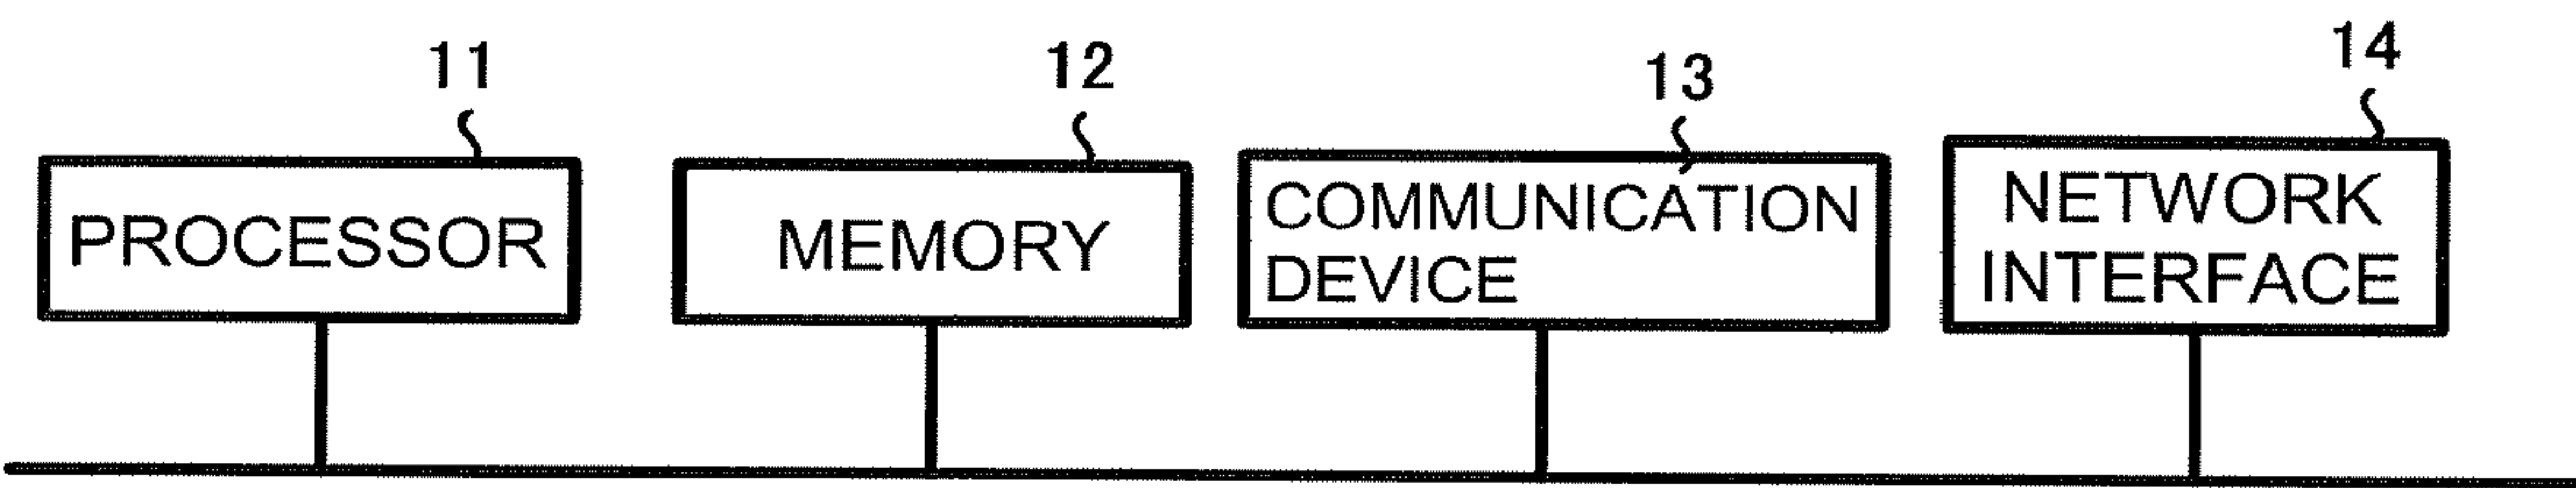 11
12
13
14
PROCESSOR
MEMORY
COMMUNICATION
DEVICE
NETWORK
INTERFACE